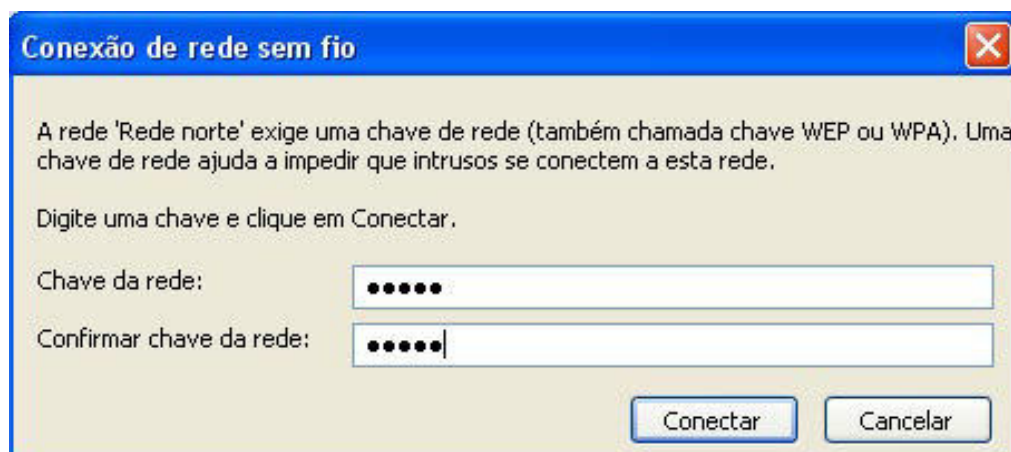 Conexão de rede sem fio
A rede 'Rede norte' exige uma chave de rede (também chamada chave WEP ou WPA). Uma
chave de rede ajuda a impedir que intrusos se conectem a esta rede.
Digite uma chave e clique em Conectar.
Chave da rede: •••••
Confirmar chave da rede: •••••
Conectar Cancelar